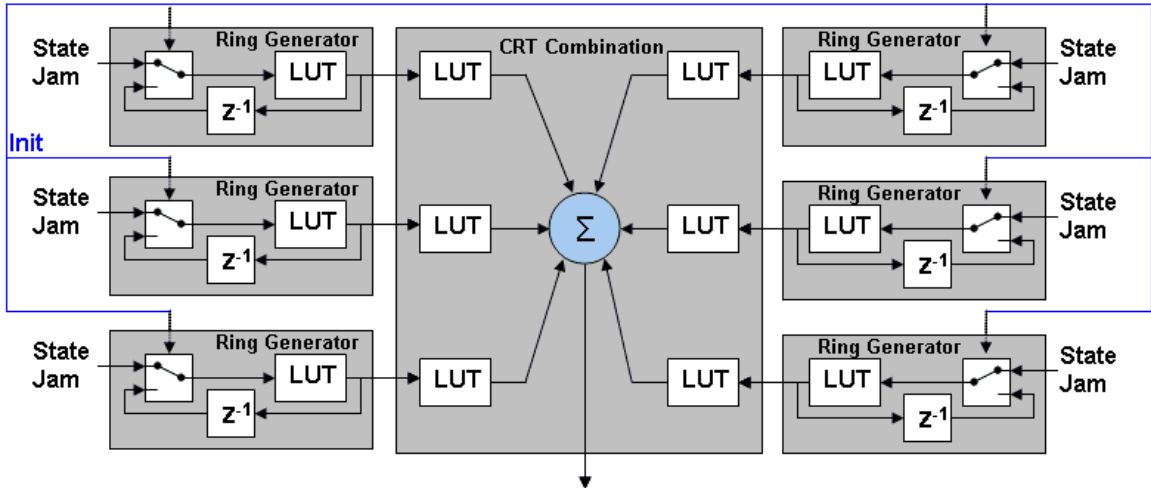 Ring Generator
CRT Combination
Ring Generator
State
Jam
LUT
LUT
LUT
LUT
State
Jam
z-1
z-1
Init
Ring Generator
Ring Generator
State
Jam
LUT
LUT
Σ
LUT
LUT
State
Jam
z-1
z-1
Ring Generator
Ring Generator
State
Jam
LUT
LUT
LUT
LUT
State
Jam
z-1
z-1